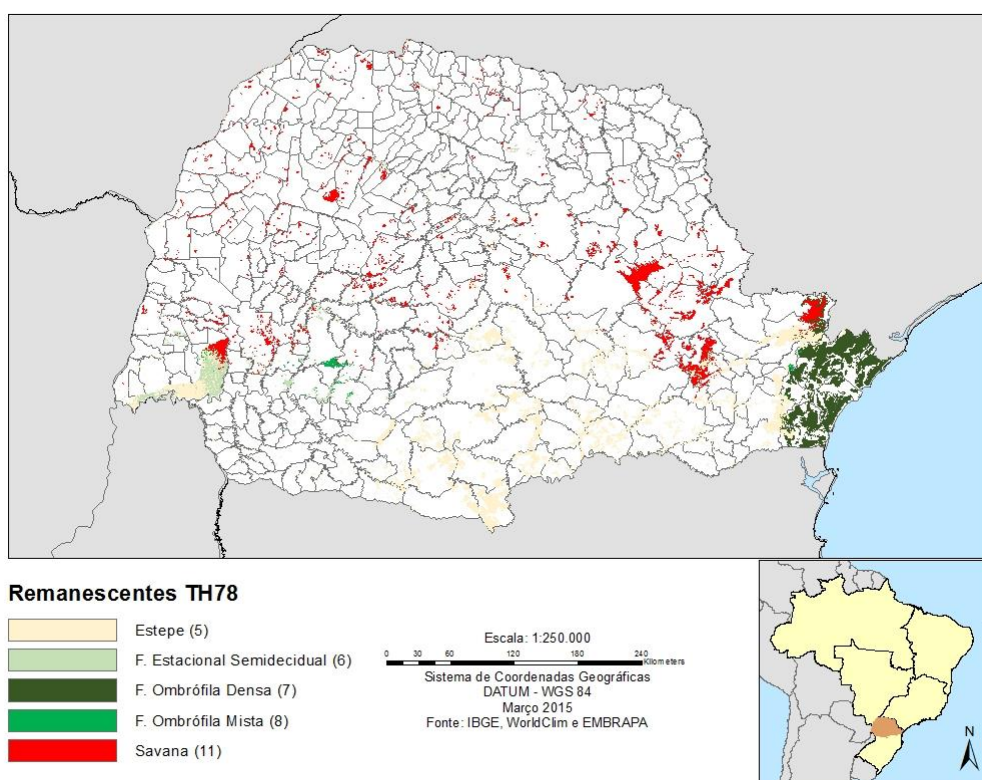 Remanescentes TH78
Estepe (5)
F. Estacional Semidecidual (6)
F. Ombrófila Densa (7)
F. Ombrófila Mista (8)
Savana (11)
Escala: 1:250.000
0 30 60 120 180 240
Kilometers
Sistema de Coordenadas Geográficas
DATUM - WGS 84
Março 2015
Fonte: IBGE, WorldClim e EMBRAPA
N